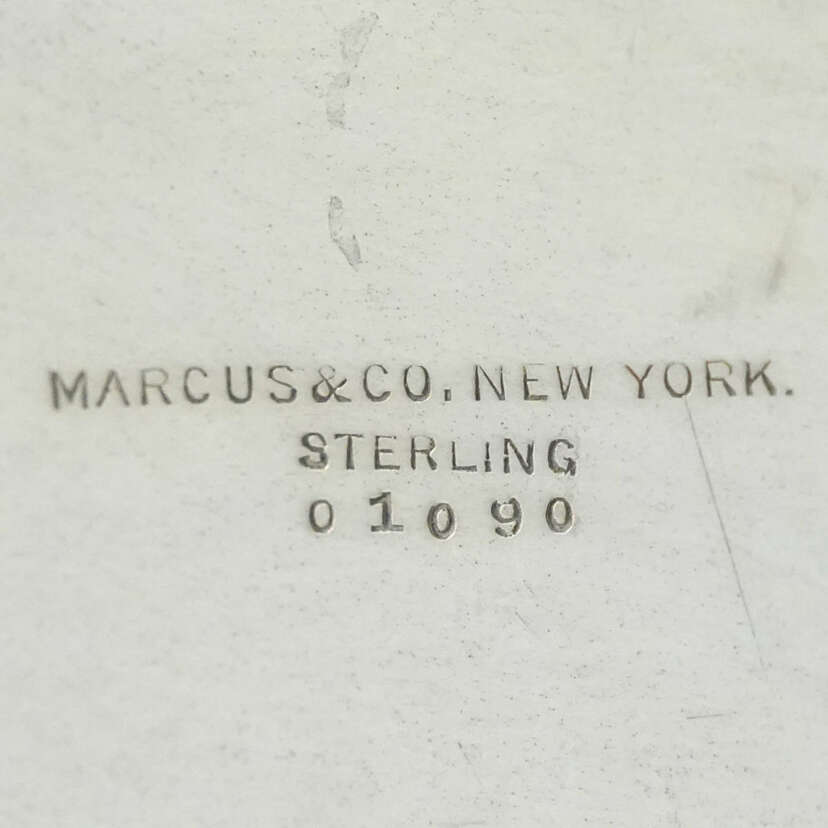 MARCUS & CO. NEW YORK.
STERLING
01090